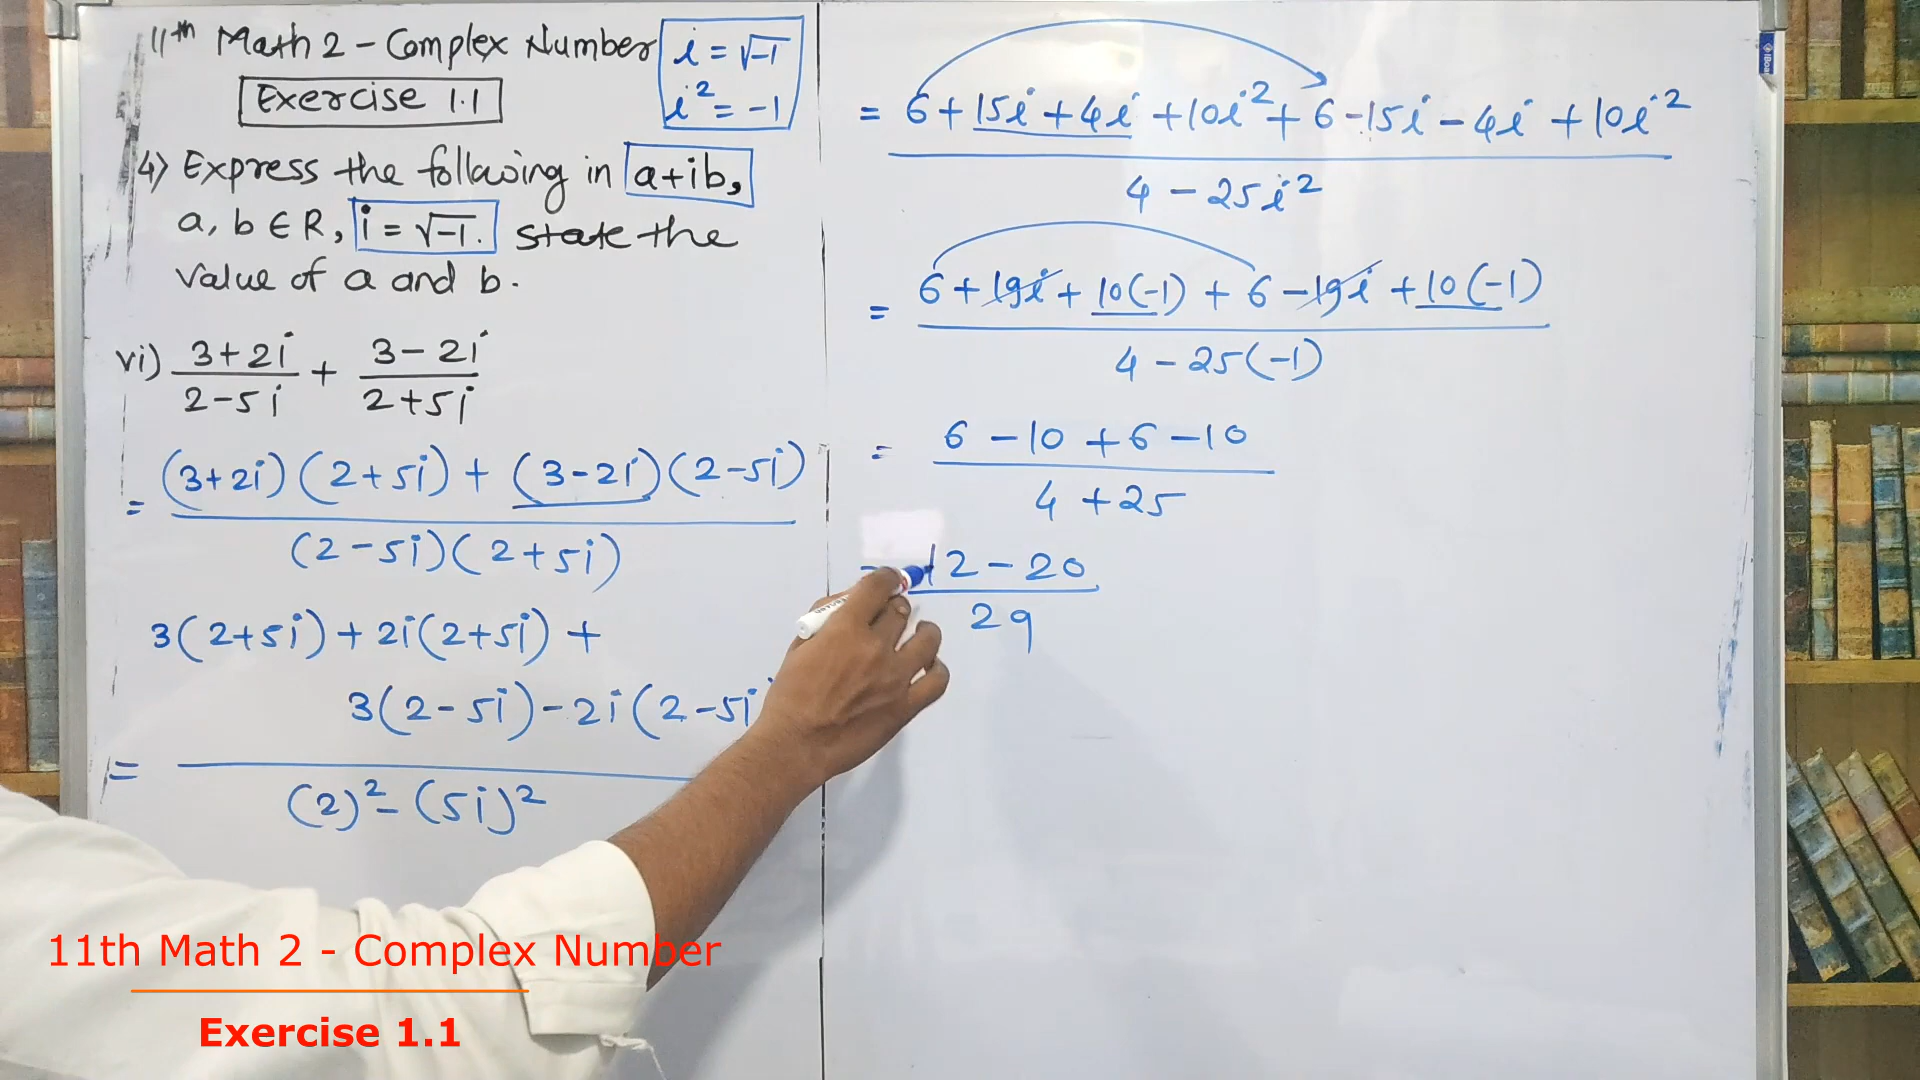 11th Math 2 - Complex Number
i = √-1
i² = -1
Exercise 1.1
4) Express the following in a+ib,
a, b ∈ R, i = √-1. state the
value of a and b.
vi) (3+2i)/(2-5i) + (3-2i)/(2+5i)
= ((3+2i)(2+5i) + (3-2i)(2-5i))
/ ((2-5i)(2+5i))
3(2+5i) + 2i(2+5i) +
3(2-5i) - 2i(2-5i
= / (2)² - (5i)²
= 6 + 15i + 4i + 10i² + 6 - 15i - 4i + 10i²
/ 4 - 25i²
= 6 + 19i + 10(-1) + 6 - 19i + 10(-1)
/ 4 - 25(-1)
= 6 - 10 + 6 - 10
/ 4 + 25
= 12 - 20
/ 29
11th Math 2 - Complex Number
Exercise 1.1